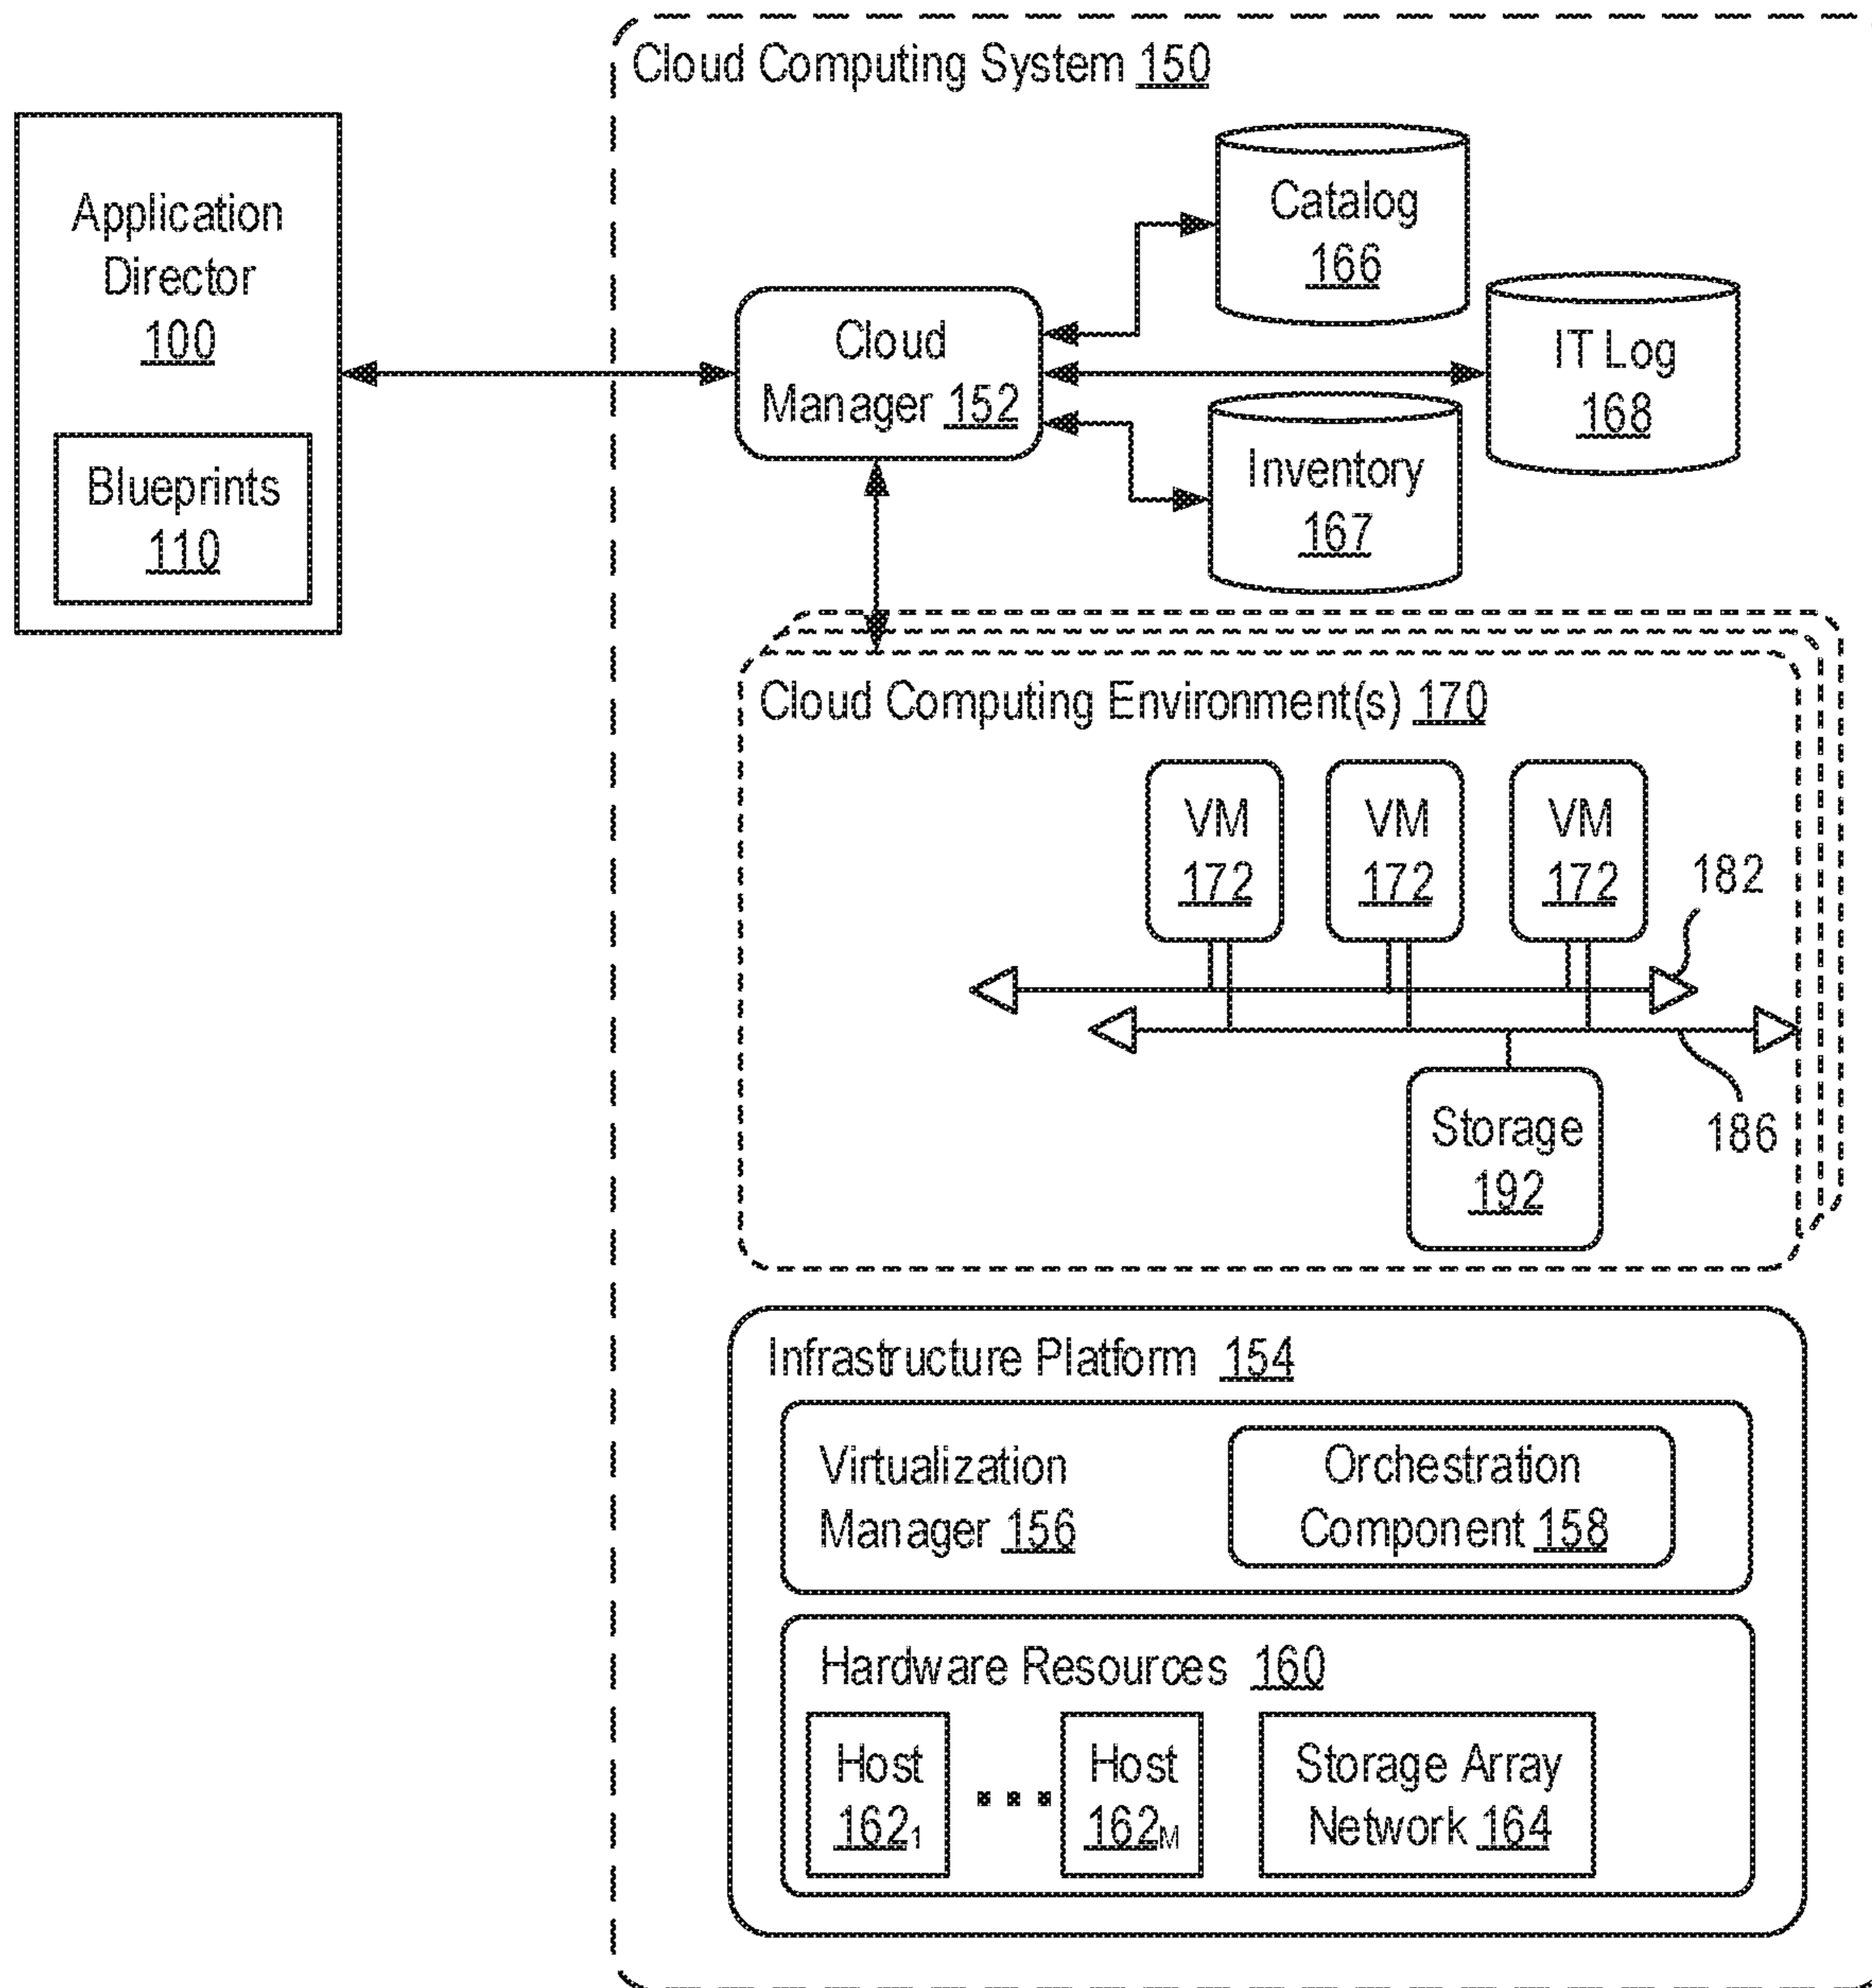 Cloud Computing System 150
Application
Director
100
Blueprints
110
Cloud
Manager 152
Catalog
166
IT Log
168
Inventory
167
Cloud Computing Environment(s) 170
VM
172
VM
172
VM
172
182
186
Storage
192
Infrastructure Platform 154
Virtualization
Manager 156
Orchestration
Component 158
Hardware Resources 160
Host
162₁
...
Host
162M
Storage Array
Network 164